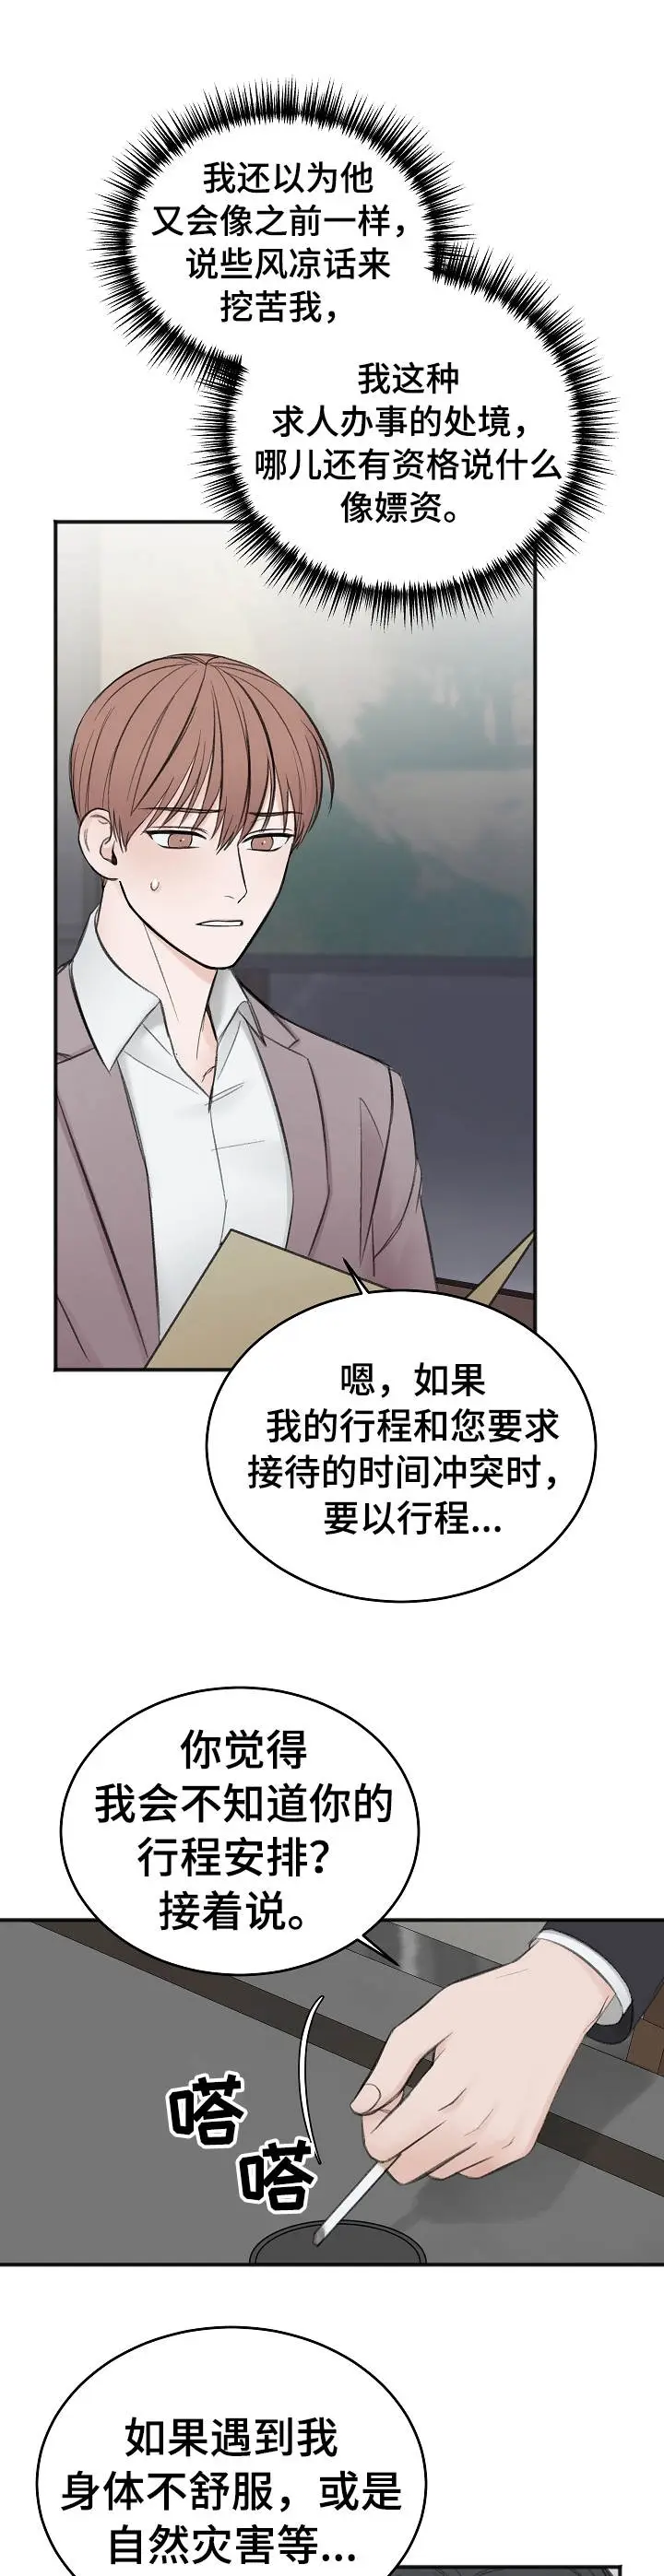 我还以为他
又会像之前一样，
说些风凉话来
挖苦我，
我这种
求人办事的处境，
哪儿还有资格说什么
像嫖资。
嗯，如果
我的行程和您要求
接待的时间冲突时，
要以行程...
你觉得
我会不知道你的
行程安排？
接着说。
嗒
嗒
如果遇到我
身体不舒服，或是
自然灾害等...